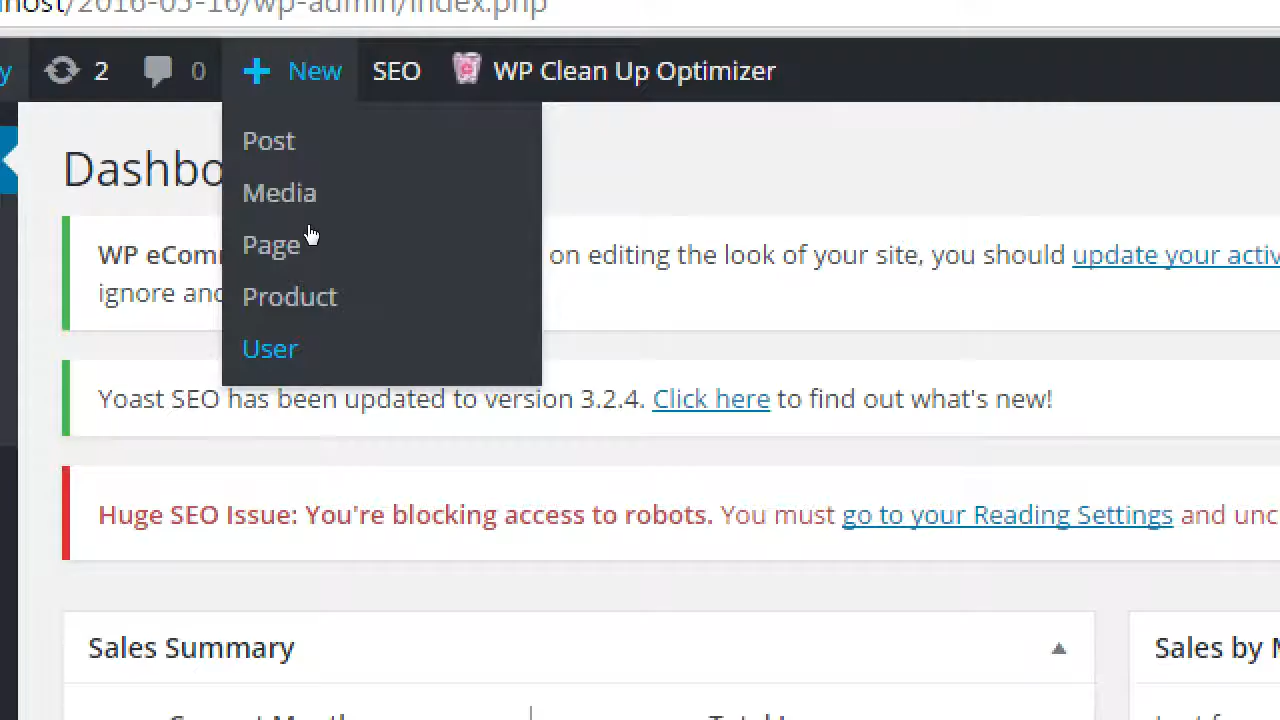 host/2016-05-16/wp-admin/index.php
y 2 0 New SEO WP Clean Up Optimizer
Post
Media
Page
Product
User
Dashbo
WP eComm on editing the look of your site, you should update your activ
ignore and
Yoast SEO has been updated to version 3.2.4. Click here to find out what's new!
Huge SEO Issue: You're blocking access to robots. You must go to your Reading Settings and unc
Sales Summary
Sales by M